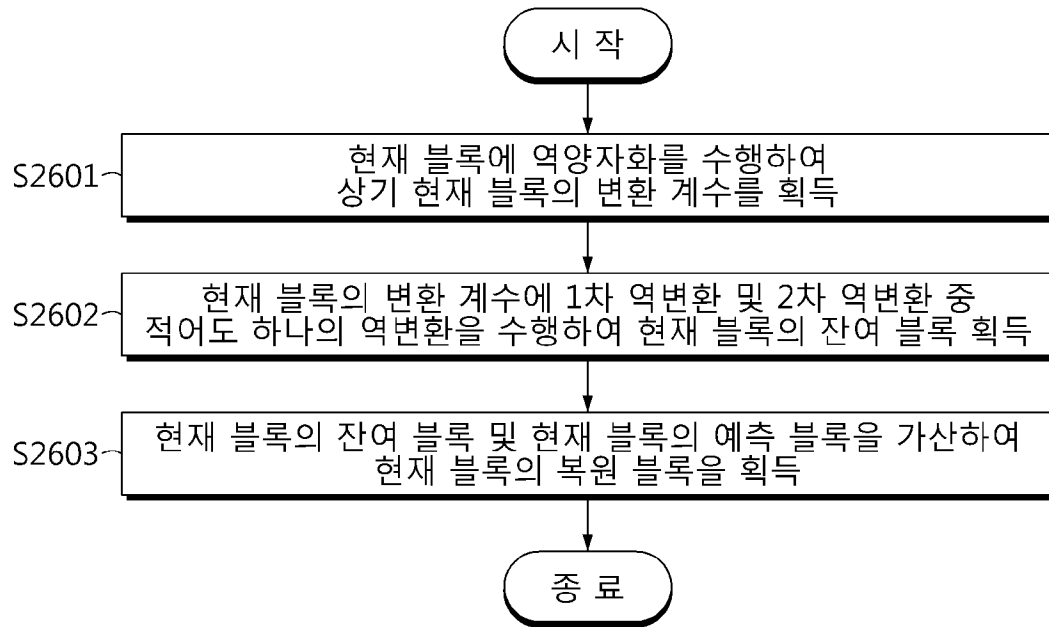 시 작
S2601
현재 블록에 역양자화를 수행하여
상기 현재 블록의 변환 계수를 획득
S2602
현재 블록의 변환 계수에 1차 역변환 및 2차 역변환 중
적어도 하나의 역변환을 수행하여 현재 블록의 잔여 블록 획득
S2603
현재 블록의 잔여 블록 및 현재 블록의 예측 블록을 가산하여
현재 블록의 복원 블록을 획득
종 료